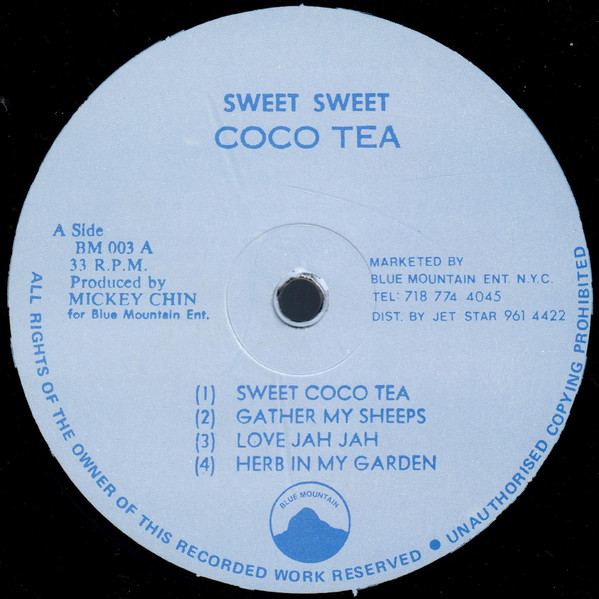 SWEET SWEET
COCO TEA
A Side
BM 003 A
33 R.P.M.
Produced by
MICKEY CHIN
for Blue Mountain Ent.
MARKETED BY
BLUE MOUNTAIN ENT. N.Y.C.
TEL: 718 774 4045
DIST. BY JET STAR 961 4422
(1) SWEET COCO TEA
(2) GATHER MY SHEEPS
(3) LOVE JAH JAH
(4) HERB IN MY GARDEN
BLUE MOUNTAIN
ALL RIGHTS OF THE OWNER OF THIS RECORDED WORK RESERVED ● UNAUTHORISED COPYING PROHIBITED